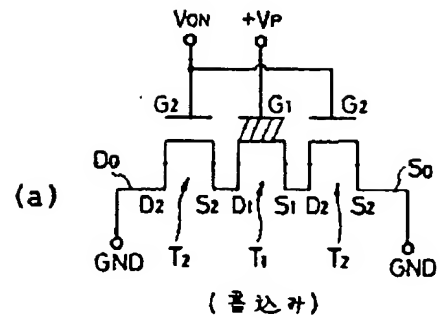 VON +VP
G2 G1 G2
D0 S0
(a) D2 S2 D1 S1 D2 S2
GND T2 T1 T2 GND
(書込み)